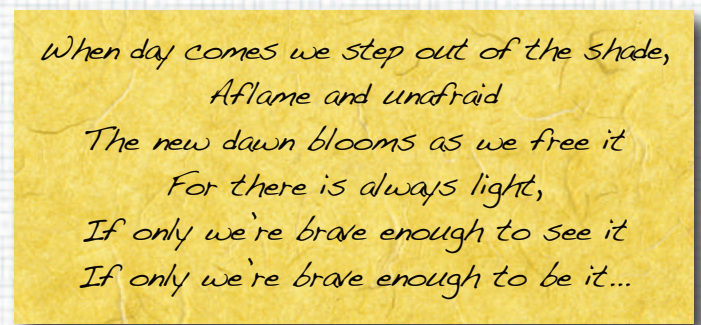 When day comes we step out of the shade,
Aflame and unafraid
The new dawn blooms as we free it
For there is always light,
If only we're brave enough to see it
If only we're brave enough to be it...